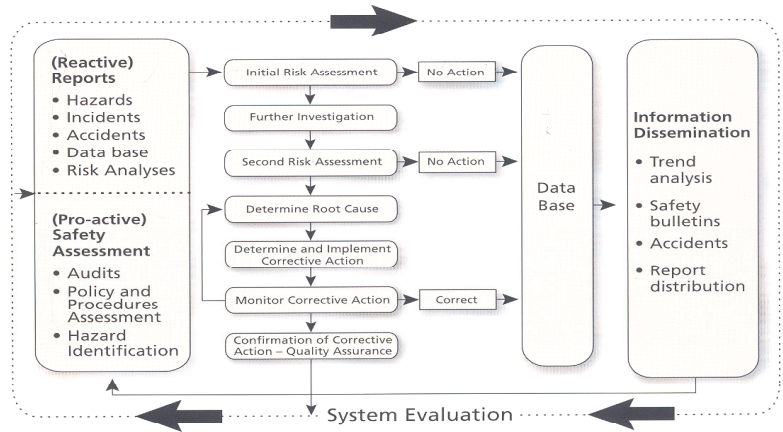 (Reactive)
Reports
• Hazards
• Incidents
• Accidents
• Data base
• Risk Analyses
(Pro-active)
Safety
Assessment
• Audits
• Policy and
Procedures
Assessment
• Hazard
Identification
Initial Risk Assessment
No Action
Further Investigation
Second Risk Assessment
No Action
Determine Root Cause
Determine and Implement
Corrective Action
Monitor Corrective Action
Correct
Confirmation of Corrective
Action – Quality Assurance
Data
Base
Information
Dissemination
• Trend
analysis
• Safety
bulletins
• Accidents
• Report
distribution
System Evaluation